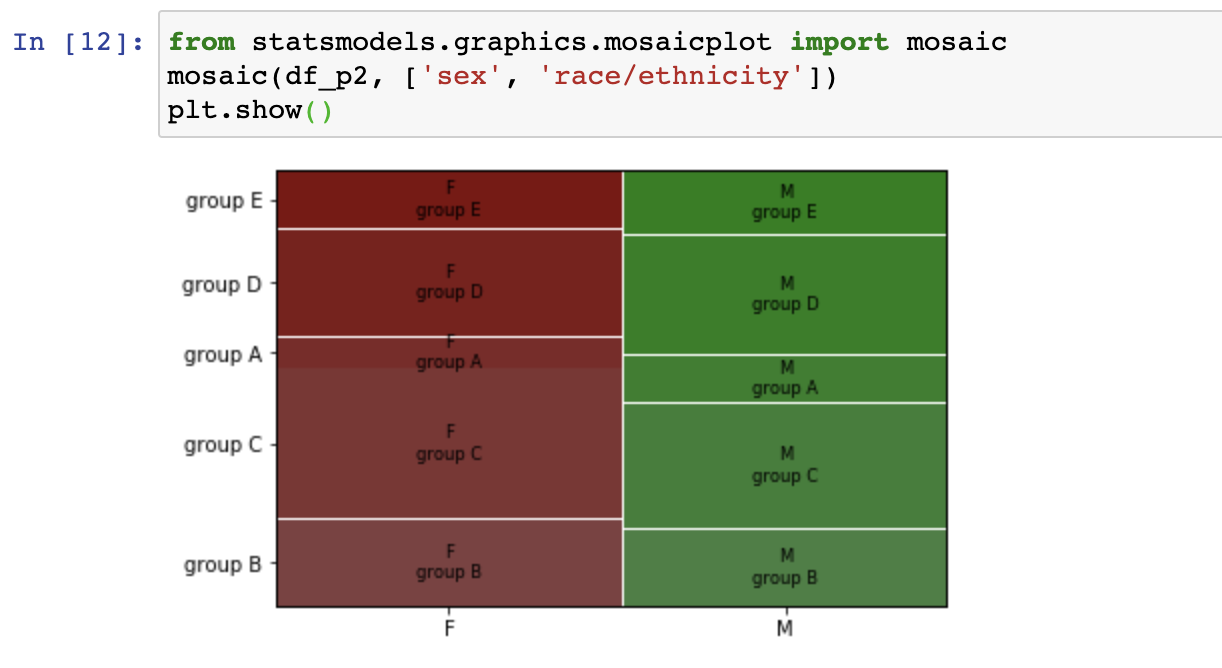 In [12]: from statsmodels.graphics.mosaicplot import mosaic
mosaic(df_p2, ['sex', 'race/ethnicity'])
plt.show()
group E
F
group E
M
group E
group D
F
group D
M
group D
group A
F
group A
M
group A
group C
F
group C
M
group C
group B
F
group B
M
group B
F
M